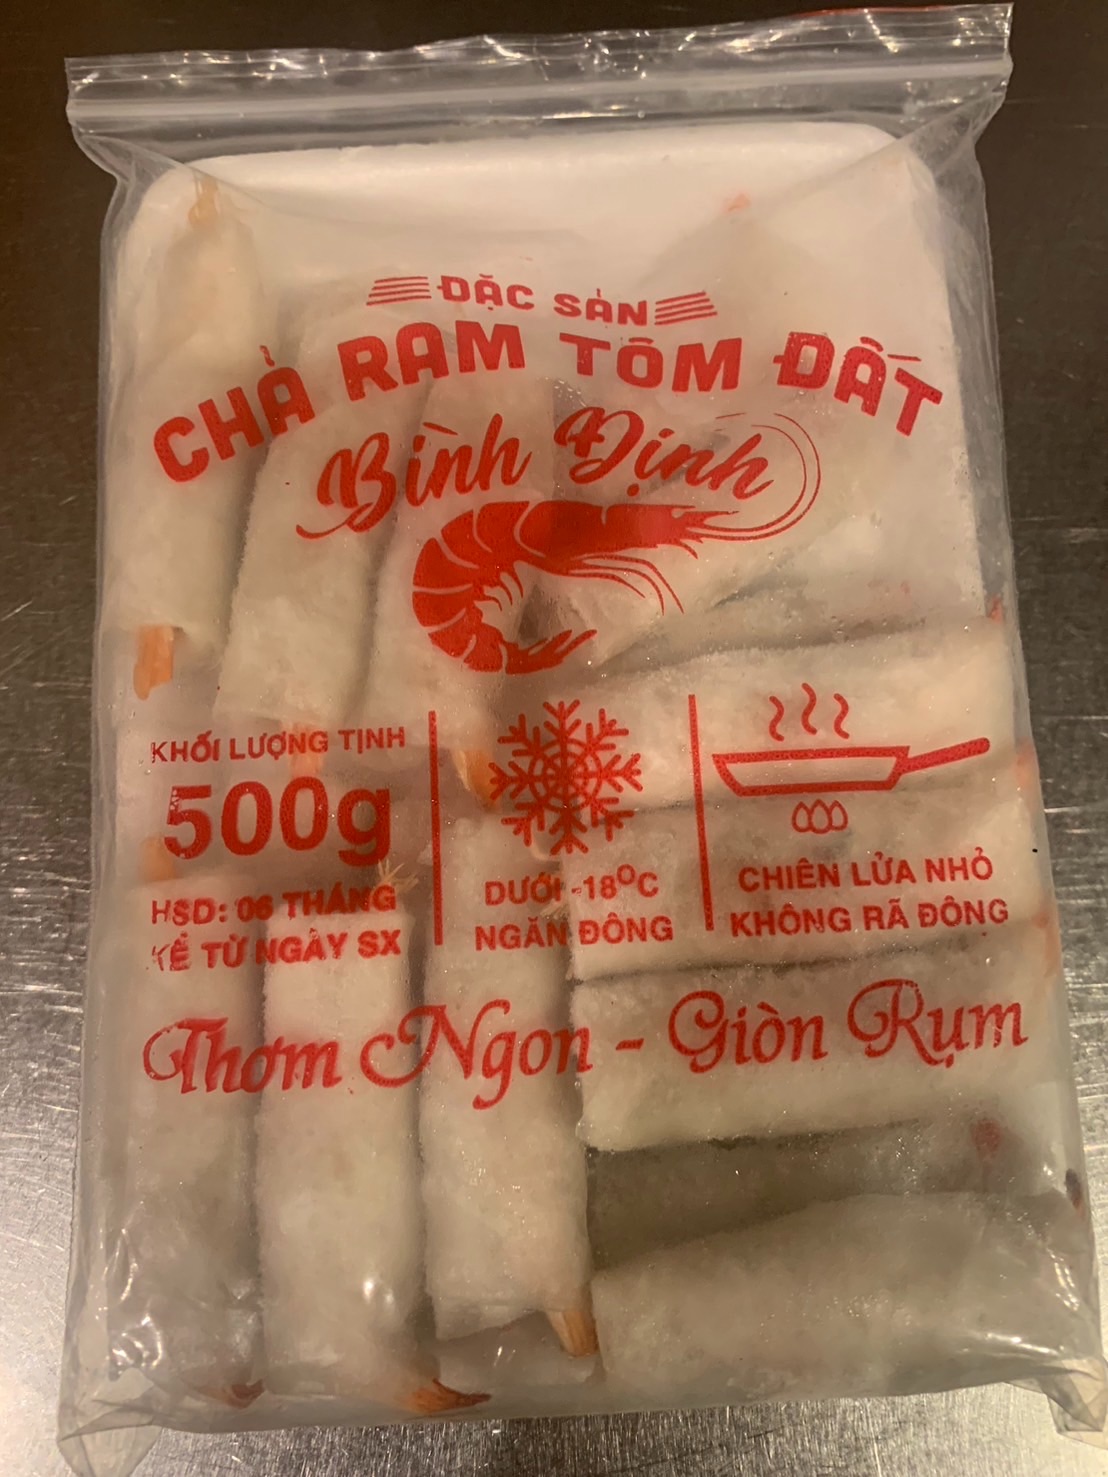 ĐẶC SẢN
CHẢ RAM TÔM ĐẤT
Bình Định
KHỐI LƯỢNG TỊNH
500g
HSD: 06 THÁNG
KỂ TỪ NGÀY SX
DƯỚI -18ºC
NGĂN ĐÔNG
CHIÊN LỬA NHỎ
KHÔNG RÃ ĐÔNG
Thơm Ngon - Giòn Rụm